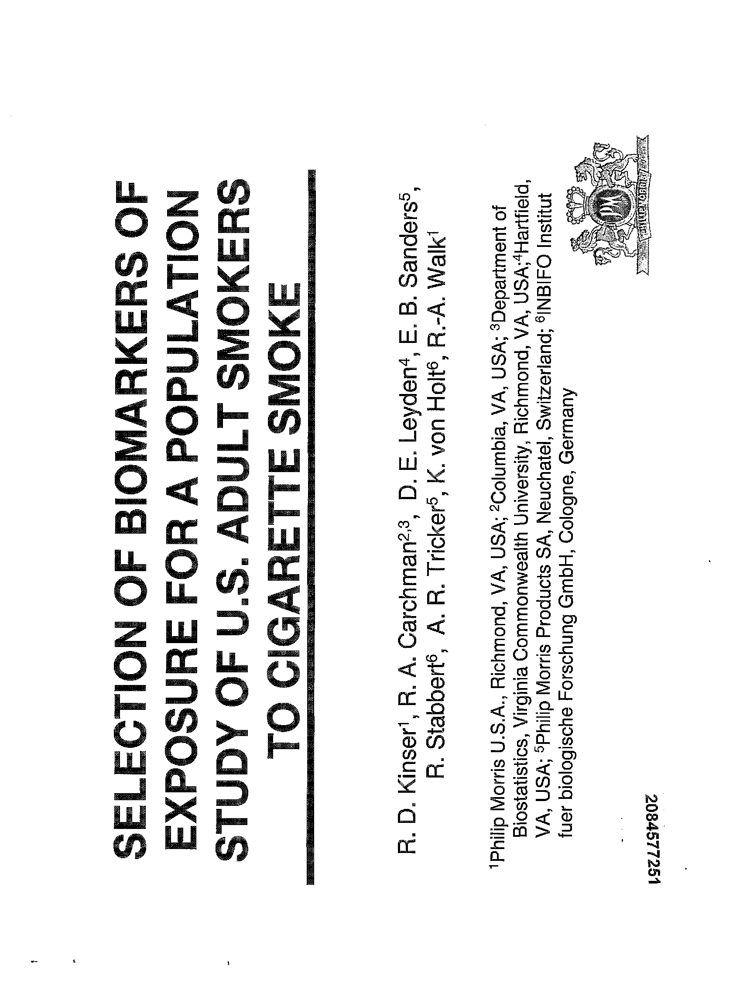 SELECTION OF BIOMARKERS OF
EXPOSURE FOR A POPULATION
STUDY OF U.S. ADULT SMOKERS
TO CIGARETTE SMOKE
R. D. Kinser¹, R. A. Carchman²,³, D. E. Leyden⁴, E. B. Sanders⁵,
R. Stabbert⁶, A. R. Tricker⁵, K. von Holt⁶, R.-A. Walk¹
¹Philip Morris U.S.A., Richmond, VA, USA; ²Columbia, VA, USA; ³Department of
Biostatistics, Virginia Commonwealth University, Richmond, VA, USA;⁴Hartfield,
VA, USA; ⁵Philip Morris Products SA, Neuchatel, Switzerland; ⁶INBIFO Institut
fuer biologische Forschung GmbH, Cologne, Germany
PM
2084577251